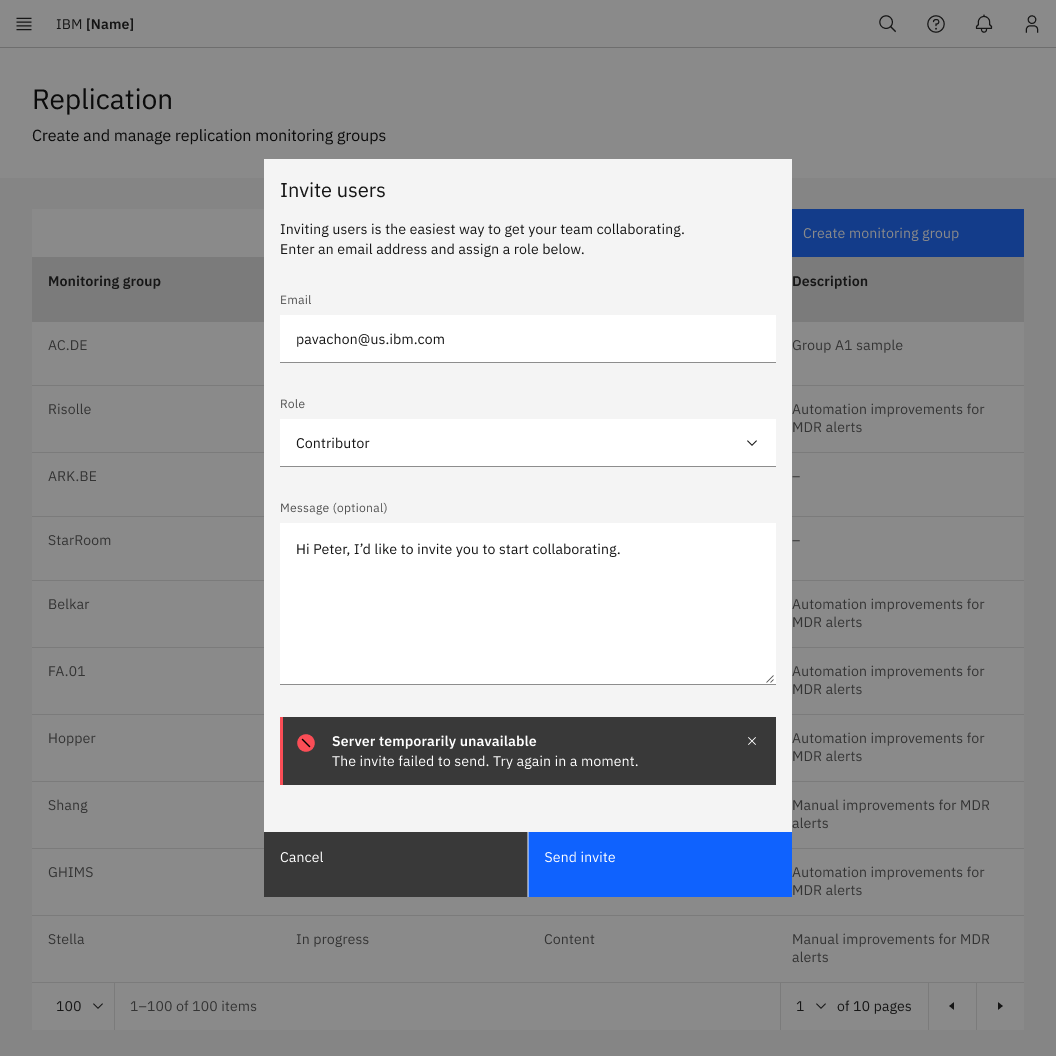 IBM [Name]
Replication
Create and manage replication monitoring groups
Invite users
Inviting users is the easiest way to get your team collaborating.
Enter an email address and assign a role below.
Email
pavachon@us.ibm.com
Role
Contributor
Message (optional)
Hi Peter, I’d like to invite you to start collaborating.
Server temporarily unavailable
The invite failed to send. Try again in a moment.
Cancel
Send invite
Create monitoring group
Monitoring group
Description
AC.DE
Group A1 sample
Risolle
Automation improvements for
MDR alerts
ARK.BE
–
StarRoom
–
Belkar
Automation improvements for
MDR alerts
FA.01
Automation improvements for
MDR alerts
Hopper
Automation improvements for
MDR alerts
Shang
Manual improvements for MDR
alerts
GHIMS
Automation improvements for
MDR alerts
Stella
In progress
Content
Manual improvements for MDR
alerts
100
1–100 of 100 items
1
of 10 pages